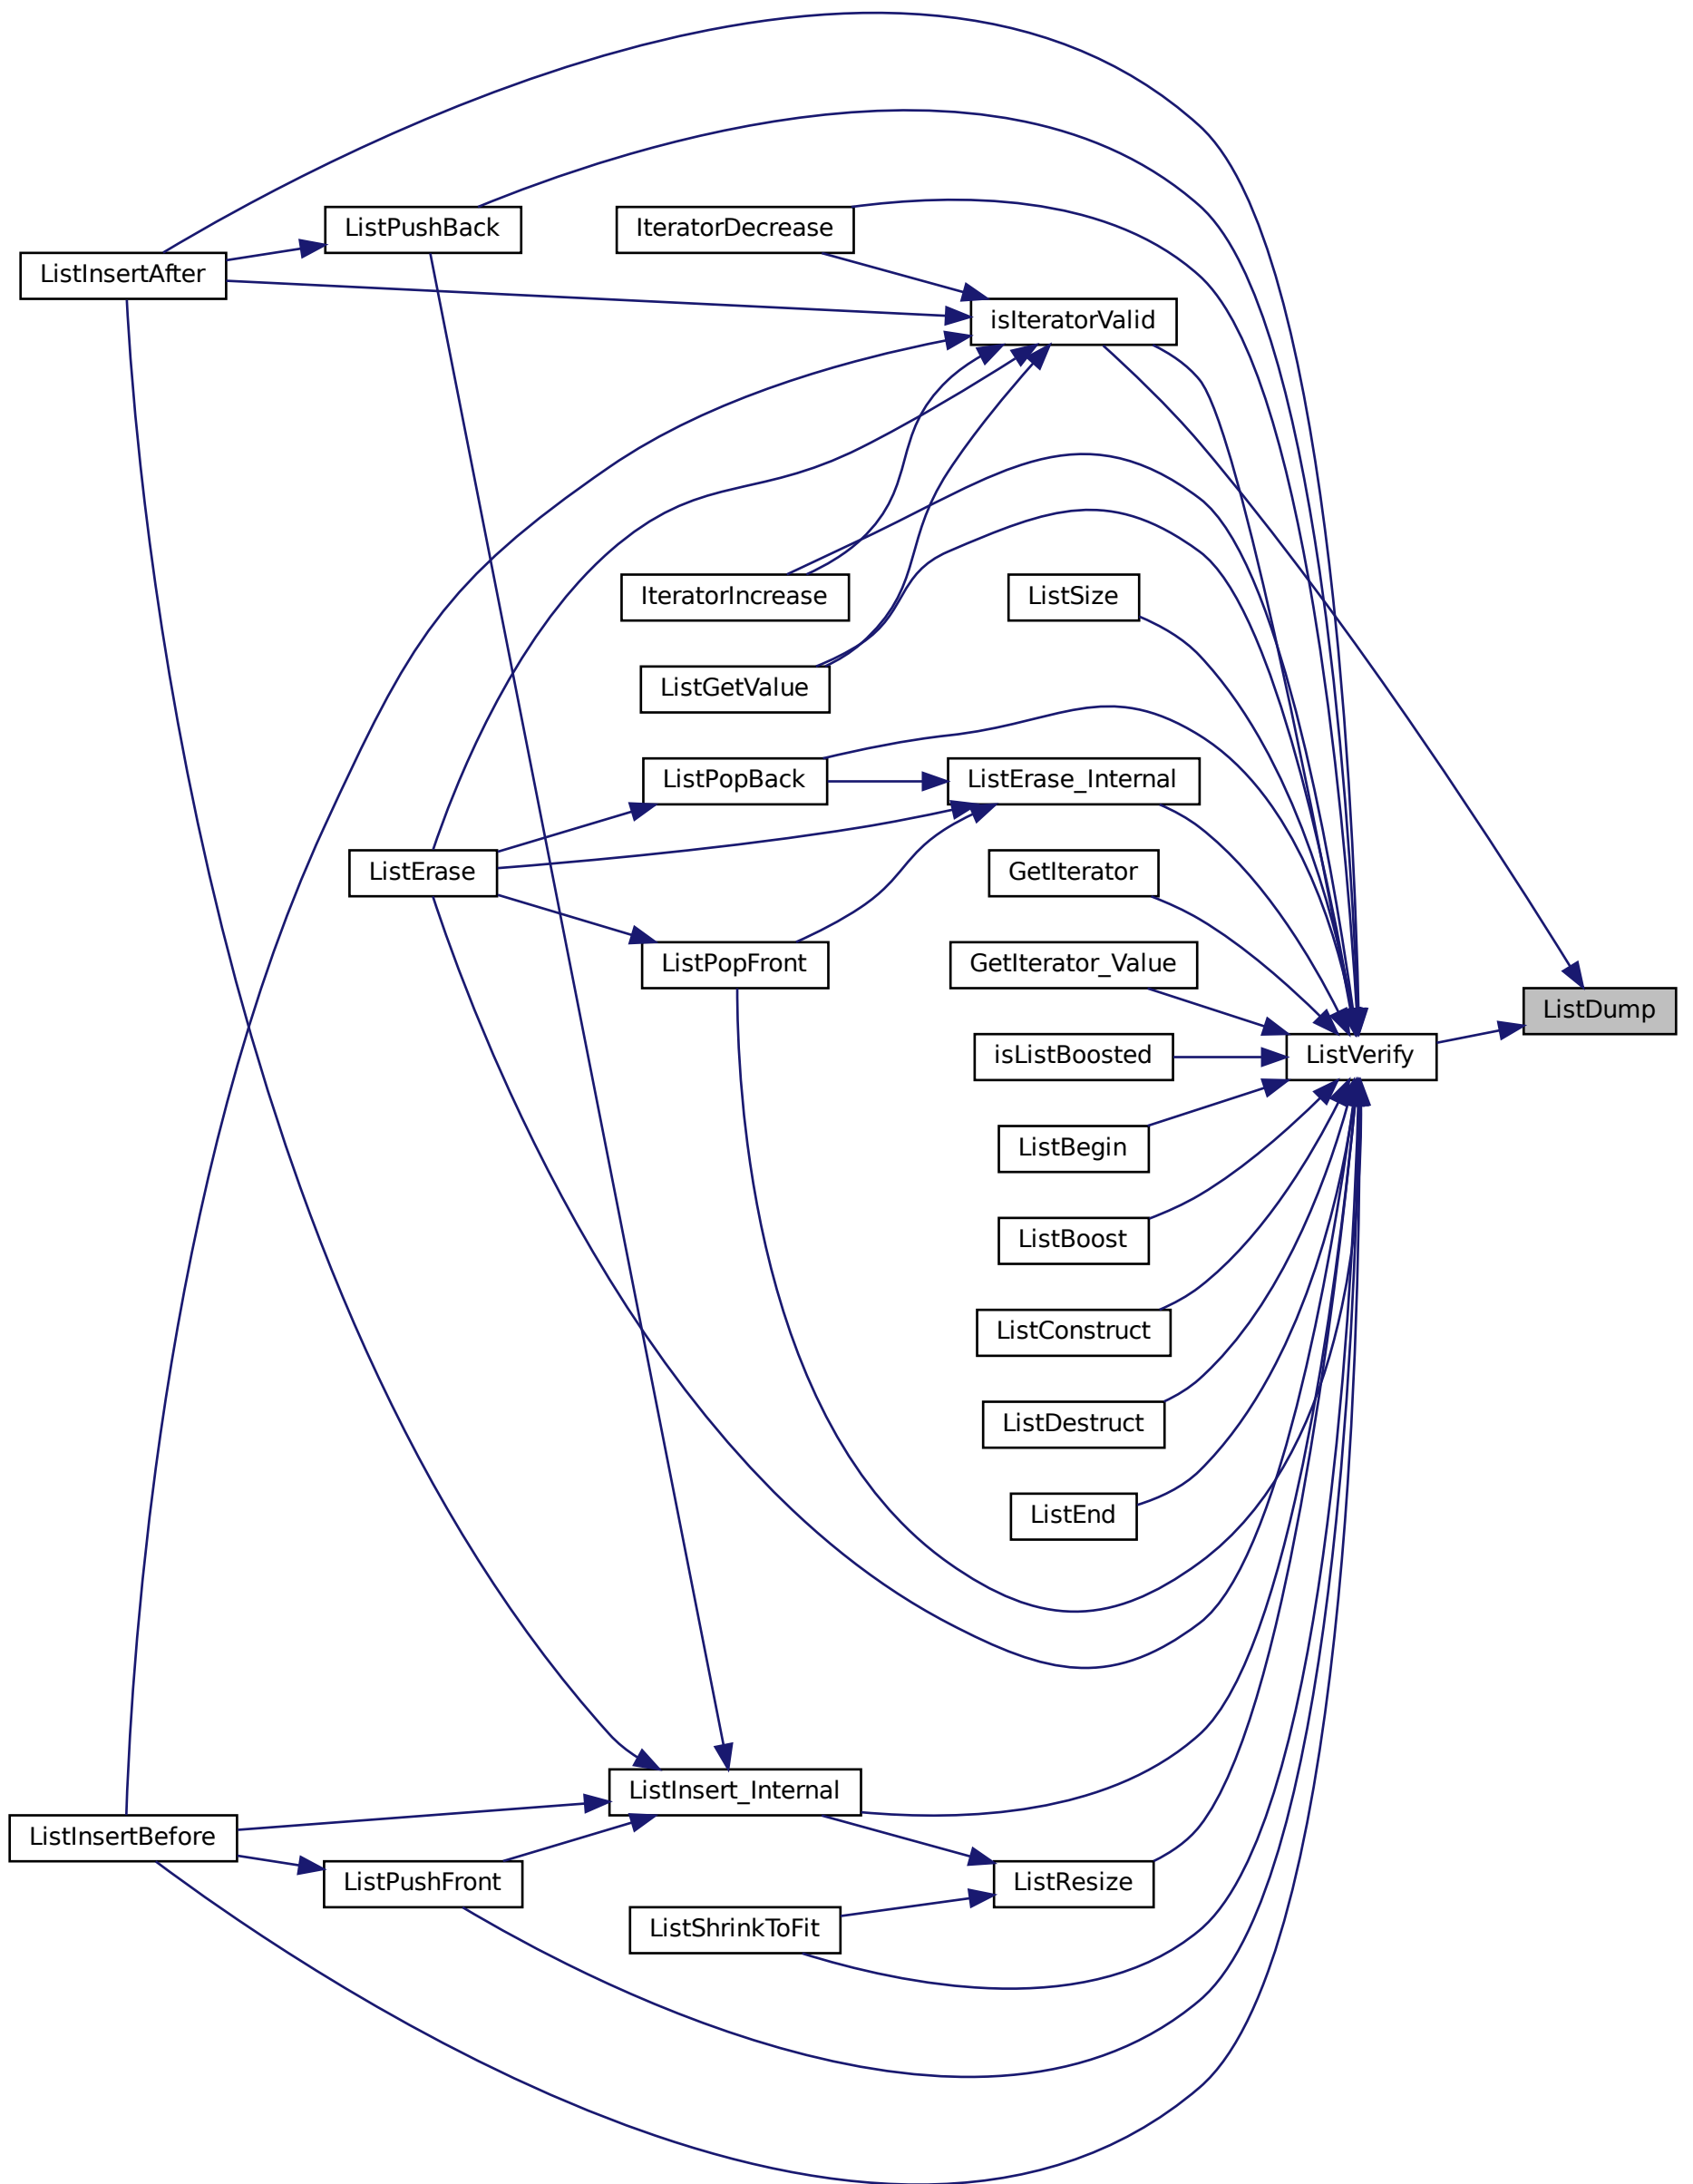 ListPushBack
IteratorDecrease
ListInsertAfter
isIteratorValid
IteratorIncrease
ListSize
ListGetValue
ListPopBack
ListErase_Internal
ListErase
GetIterator
ListPopFront
GetIterator_Value
ListDump
isListBoosted
ListVerify
ListBegin
ListBoost
ListConstruct
ListDestruct
ListEnd
ListInsert_Internal
ListInsertBefore
ListPushFront
ListResize
ListShrinkToFit